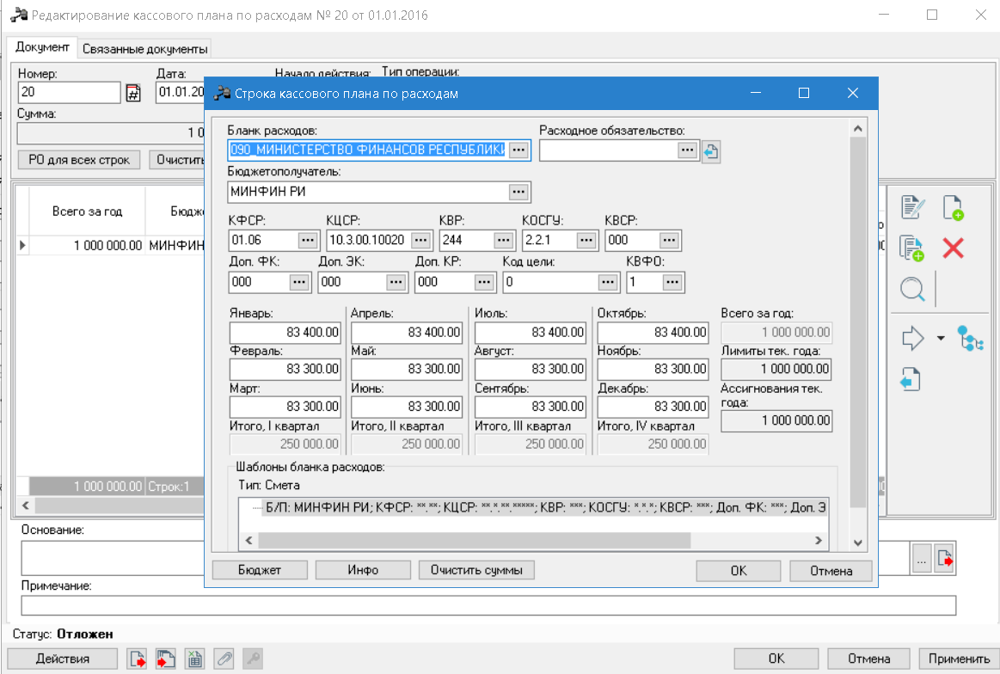 Редактирование кассового плана по расходам № 20 от 01.01.2016
Документ Связанные документы
Номер: Дата: Начало действия: Тип операции:
20 01.01.20
Сумма:
1 0
РО для всех строк Очистить
Всего за год Бюдже
1 000 000.00 МИНФИН
1 000 000.00 Строк:1
Строка кассового плана по расходам
Бланк расходов: Расходное обязательство:
090_МИНИСТЕРСТВО ФИНАНСОВ РЕСПУБЛИКИ ... ...
Бюджетополучатель:
МИНФИН РИ ...
КФСР: КЦСР: КВР: КОСГУ: КВСР:
01.06 ... 10.3.00.10020 ... 244 ... 2.2.1 ... 000 ...
Доп. ФК: Доп. ЭК: Доп. КР: Код цели: КВФО:
000 ... 000 ... 000 ... 0 ... 1 ...
Январь: Апрель: Июль: Октябрь: Всего за год:
83 400.00 83 400.00 83 400.00 83 400.00 1 000 000.00
Февраль: Май: Август: Ноябрь: Лимиты тек. года:
83 300.00 83 300.00 83 300.00 83 300.00 1 000 000.00
Март: Июнь: Сентябрь: Декабрь: Ассигнования тек.
года:
83 300.00 83 300.00 83 300.00 83 300.00
1 000 000.00
Итого, I квартал Итого, II квартал Итого, III квартал Итого, IV квартал
250 000.00 250 000.00 250 000.00 250 000.00
Шаблоны бланка расходов:
Тип: Смета
Б/П: МИНФИН РИ; КФСР: **.**; КЦСР: **.*.**.*****; КВР: ***; КОСГУ: *.*.*; КВСР: ***; Доп. ФК: ***; Доп. Э
Бюджет Инфо Очистить суммы OK Отмена
Основание:
...
Примечание:
Статус: Отложен
Действия OK Отмена Применить